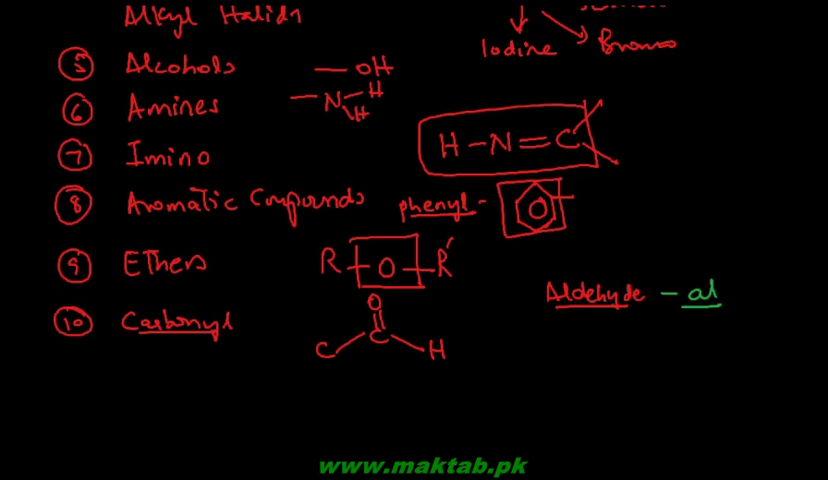 Alkyl Halids
Iodine Bromo
5 Alcohols — OH
6 Amines — N H
H
7 Imino H – N = C
8 Aromatic Compounds phenyl -
9 Ethers R O R'
Aldehyde – al
10 Carbonyl O
C C H
www.maktab.pk